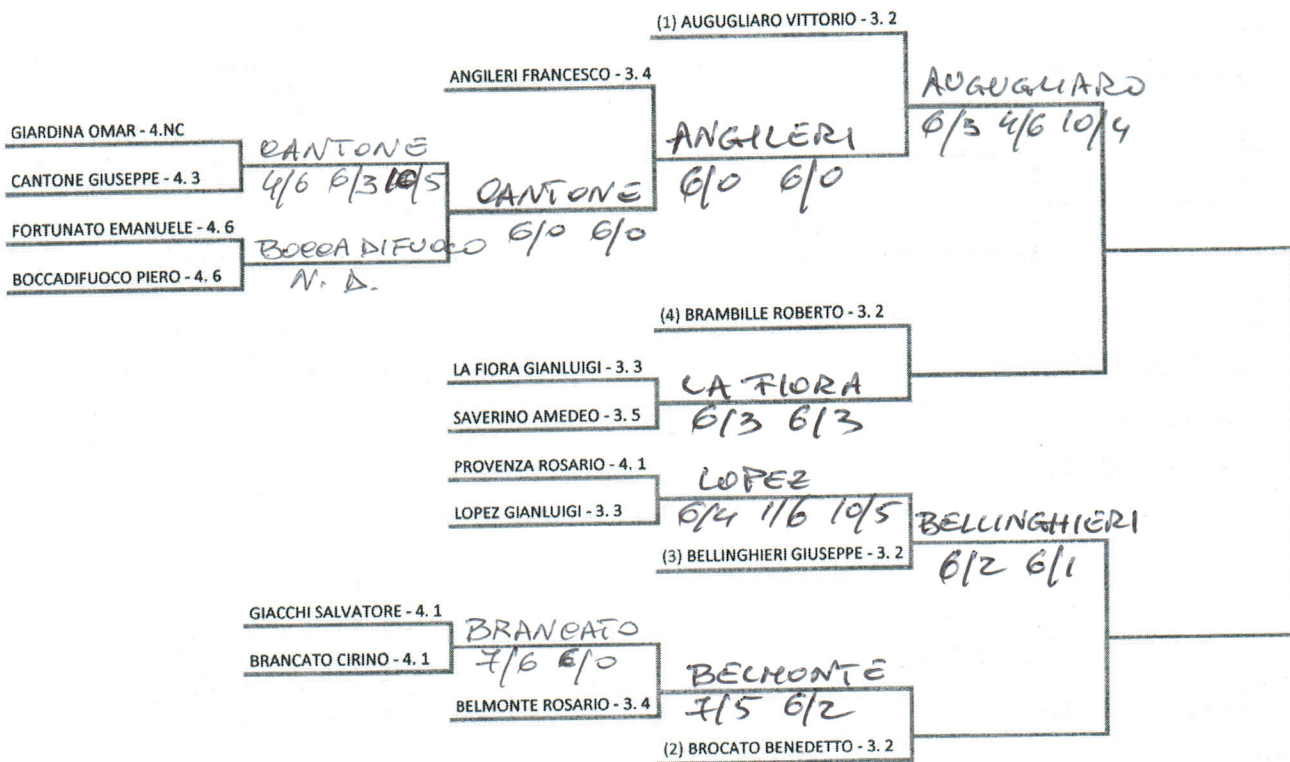 (1) AUGUGLIARO VITTORIO - 3. 2
ANGILERI FRANCESCO - 3. 4
AUGUGLIARO
6/3 4/6 10/4
GIARDINA OMAR - 4.NC
CANTONE
ANGILERI
CANTONE GIUSEPPE - 4. 3
4/6 6/3 10/5
6/0 6/0
CANTONE
FORTUNATO EMANUELE - 4. 6
6/0 6/0
BOCCADIFUOCO
BOCCADIFUOCO PIERO - 4. 6
N. D.
(4) BRAMBILLE ROBERTO - 3. 2
LA FIORA GIANLUIGI - 3. 3
LA FIORA
SAVERINO AMEDEO - 3. 5
6/3 6/3
PROVENZA ROSARIO - 4. 1
LOPEZ
LOPEZ GIANLUIGI - 3. 3
6/4 1/6 10/5
BELLINGHIERI
(3) BELLINGHIERI GIUSEPPE - 3. 2
6/2 6/1
GIACCHI SALVATORE - 4. 1
BRANCATO
BRANCATO CIRINO - 4. 1
7/6 6/0
BELMONTE
BELMONTE ROSARIO - 3. 4
7/5 6/2
(2) BROCATO BENEDETTO - 3. 2